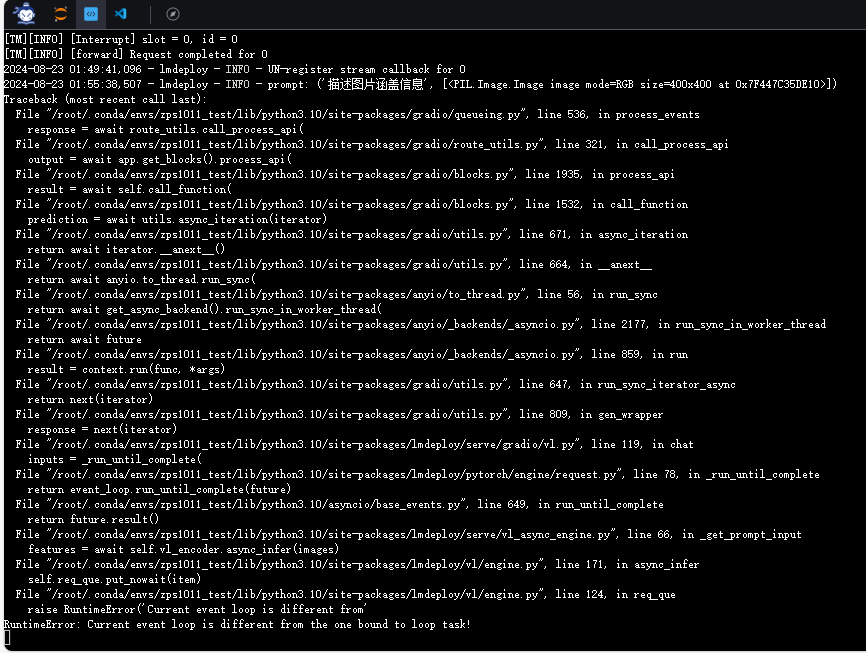 [TM][INFO] [Interrupt] slot = 0, id = 0
[TM][INFO] [forward] Request completed for 0
2024-08-23 01:49:41,096 - lmdeploy - INFO - UN-register stream callback for 0
2024-08-23 01:55:38,507 - lmdeploy - INFO - prompt: ('描述图片涵盖信息', [<PIL.Image.Image image mode=RGB size=400x400 at 0x7F447C35DE10>])
Traceback (most recent call last):
  File "/root/.conda/envs/zps1011_test/lib/python3.10/site-packages/gradio/queueing.py", line 536, in process_events
    response = await route_utils.call_process_api(
  File "/root/.conda/envs/zps1011_test/lib/python3.10/site-packages/gradio/route_utils.py", line 321, in call_process_api
    output = await app.get_blocks().process_api(
  File "/root/.conda/envs/zps1011_test/lib/python3.10/site-packages/gradio/blocks.py", line 1935, in process_api
    result = await self.call_function(
  File "/root/.conda/envs/zps1011_test/lib/python3.10/site-packages/gradio/blocks.py", line 1532, in call_function
    prediction = await utils.async_iteration(iterator)
  File "/root/.conda/envs/zps1011_test/lib/python3.10/site-packages/gradio/utils.py", line 671, in async_iteration
    return await iterator.__anext__()
  File "/root/.conda/envs/zps1011_test/lib/python3.10/site-packages/gradio/utils.py", line 664, in __anext__
    return await anyio.to_thread.run_sync(
  File "/root/.conda/envs/zps1011_test/lib/python3.10/site-packages/anyio/to_thread.py", line 56, in run_sync
    return await get_async_backend().run_sync_in_worker_thread(
  File "/root/.conda/envs/zps1011_test/lib/python3.10/site-packages/anyio/_backends/_asyncio.py", line 2177, in run_sync_in_worker_thread
    return await future
  File "/root/.conda/envs/zps1011_test/lib/python3.10/site-packages/anyio/_backends/_asyncio.py", line 859, in run
    result = context.run(func, *args)
  File "/root/.conda/envs/zps1011_test/lib/python3.10/site-packages/gradio/utils.py", line 647, in run_sync_iterator_async
    return next(iterator)
  File "/root/.conda/envs/zps1011_test/lib/python3.10/site-packages/gradio/utils.py", line 809, in gen_wrapper
    response = next(iterator)
  File "/root/.conda/envs/zps1011_test/lib/python3.10/site-packages/lmdeploy/serve/gradio/vl.py", line 119, in chat
    inputs = _run_until_complete(
  File "/root/.conda/envs/zps1011_test/lib/python3.10/site-packages/lmdeploy/pytorch/engine/request.py", line 78, in _run_until_complete
    return event_loop.run_until_complete(future)
  File "/root/.conda/envs/zps1011_test/lib/python3.10/asyncio/base_events.py", line 649, in run_until_complete
    return future.result()
  File "/root/.conda/envs/zps1011_test/lib/python3.10/site-packages/lmdeploy/serve/vl_async_engine.py", line 66, in _get_prompt_input
    features = await self.vl_encoder.async_infer(images)
  File "/root/.conda/envs/zps1011_test/lib/python3.10/site-packages/lmdeploy/vl/engine.py", line 171, in async_infer
    self.req_que.put_nowait(item)
  File "/root/.conda/envs/zps1011_test/lib/python3.10/site-packages/lmdeploy/vl/engine.py", line 124, in req_que
    raise RuntimeError('Current event loop is different from'
RuntimeError: Current event loop is different from the one bound to loop task!